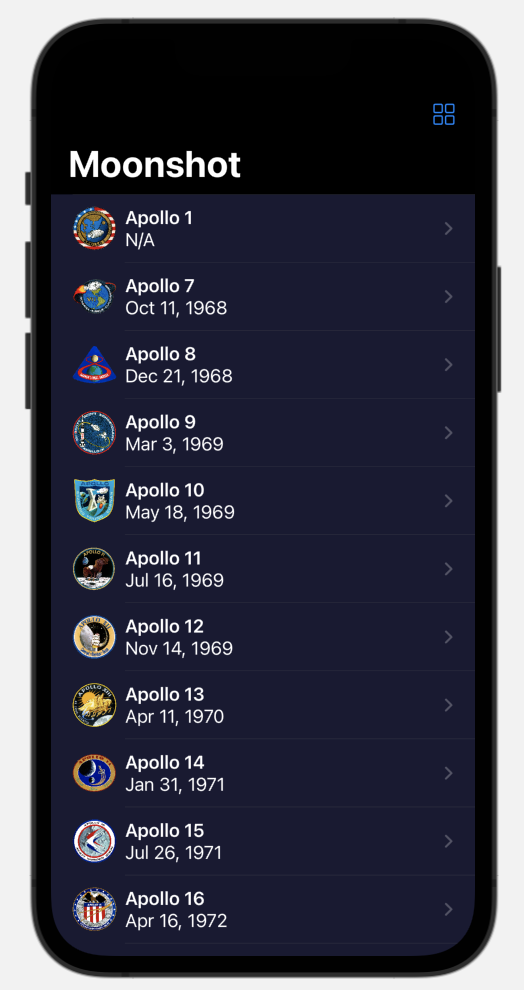 Moonshot
Apollo 1
N/A
Apollo 7
Oct 11, 1968
Apollo 8
Dec 21, 1968
Apollo 9
Mar 3, 1969
Apollo 10
May 18, 1969
Apollo 11
Jul 16, 1969
Apollo 12
Nov 14, 1969
Apollo 13
Apr 11, 1970
Apollo 14
Jan 31, 1971
Apollo 15
Jul 26, 1971
Apollo 16
Apr 16, 1972